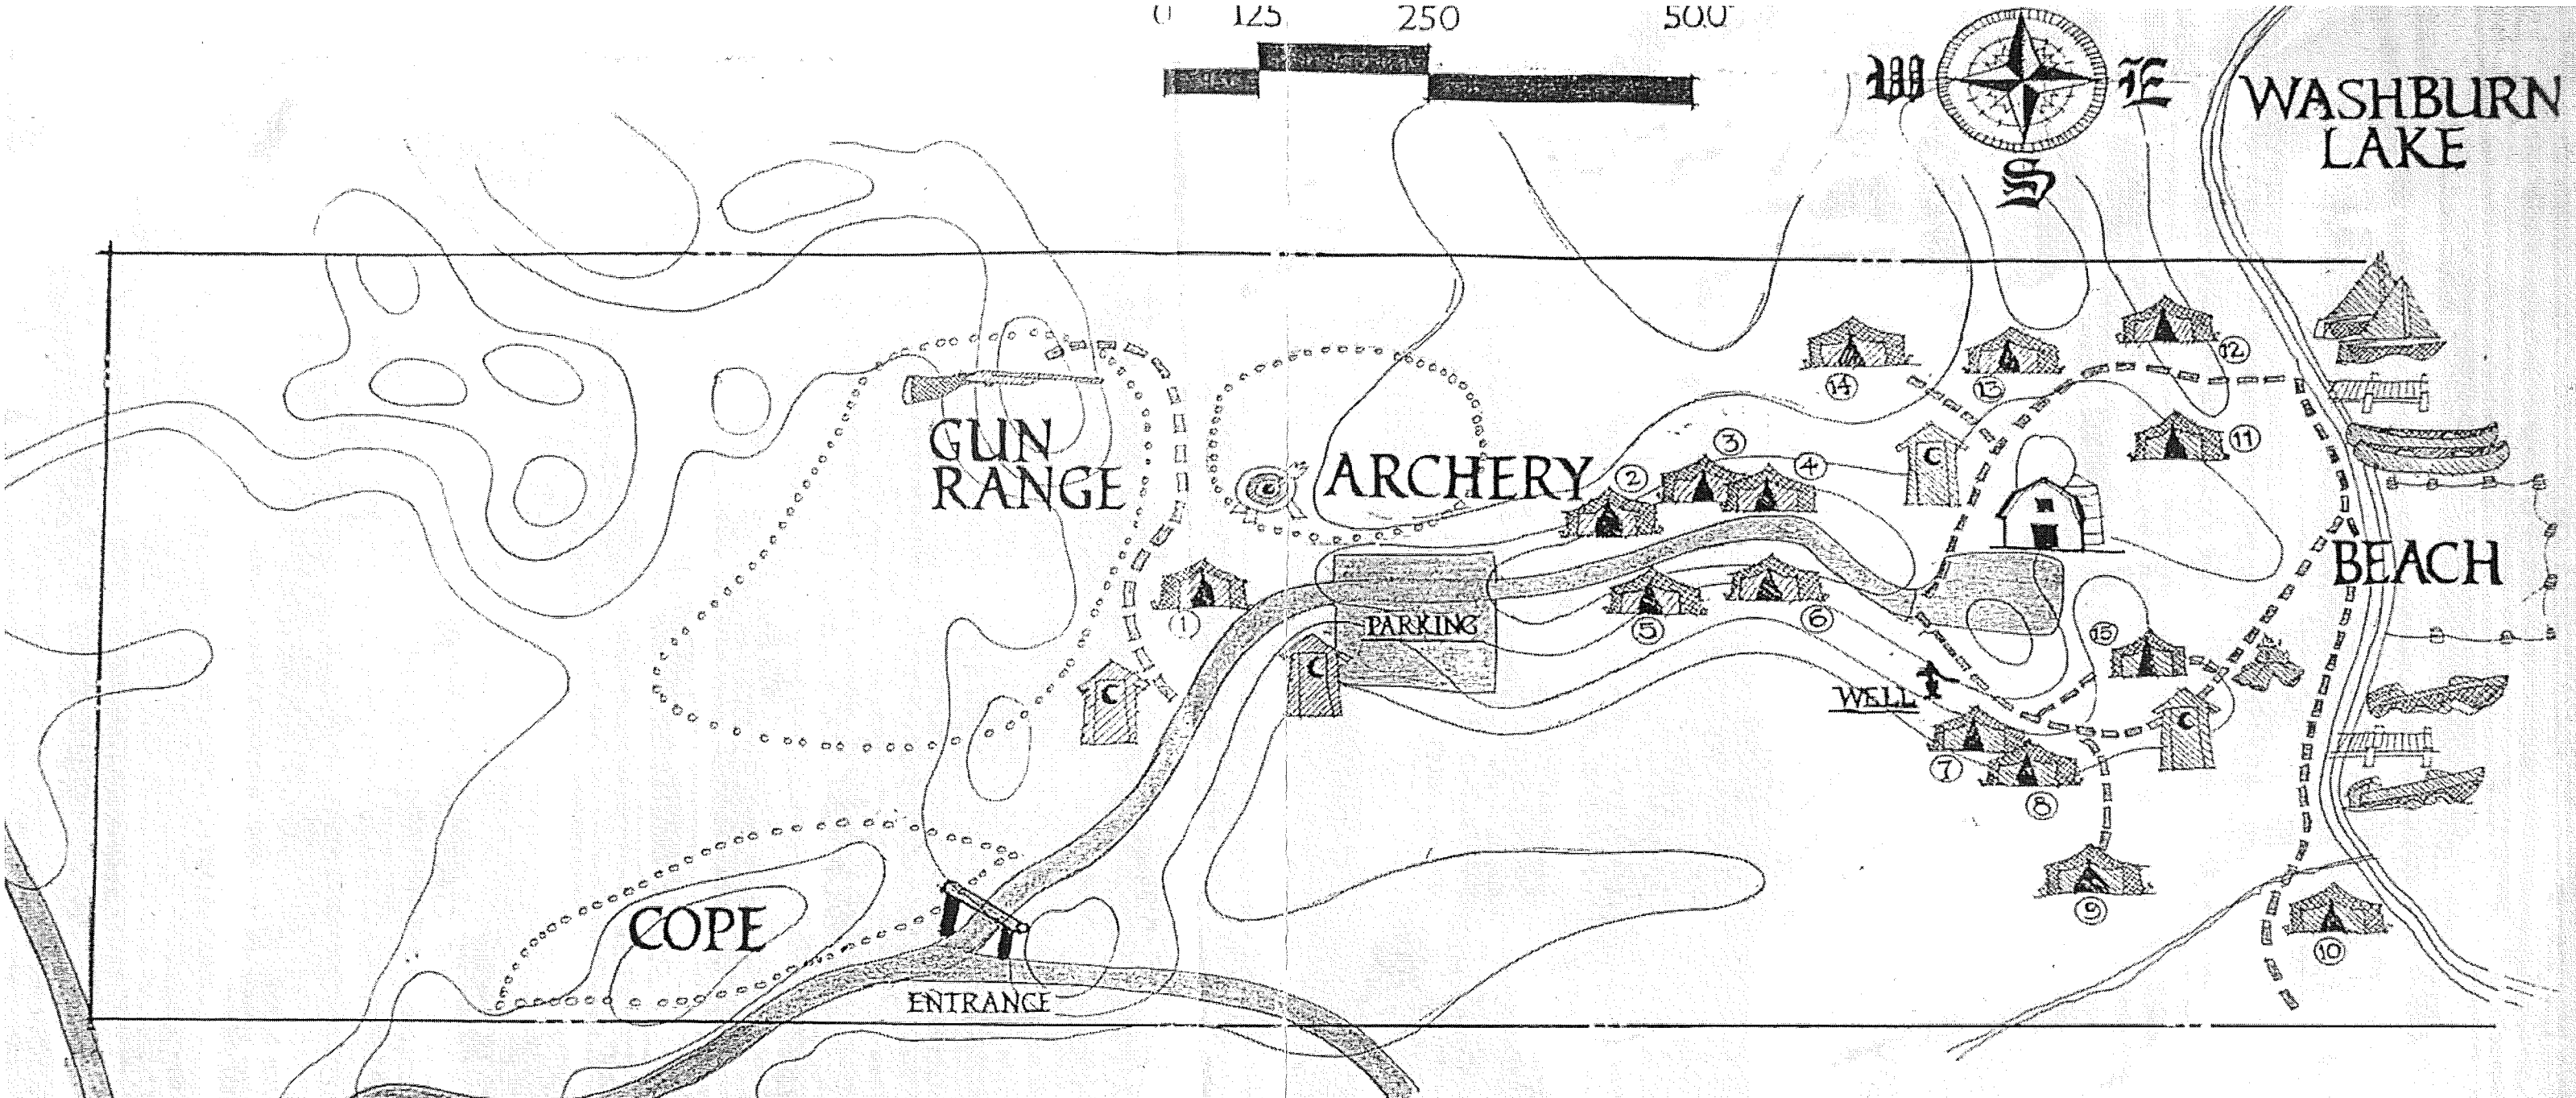 0 125 250 500'
W E
S
WASHBURN
LAKE
GUN
RANGE
ARCHERY
BEACH
PARKING
WELL
COPE
ENTRANCE
1
2
3
4
5
6
7
8
9
10
11
12
13
14
15
C
C
C
C